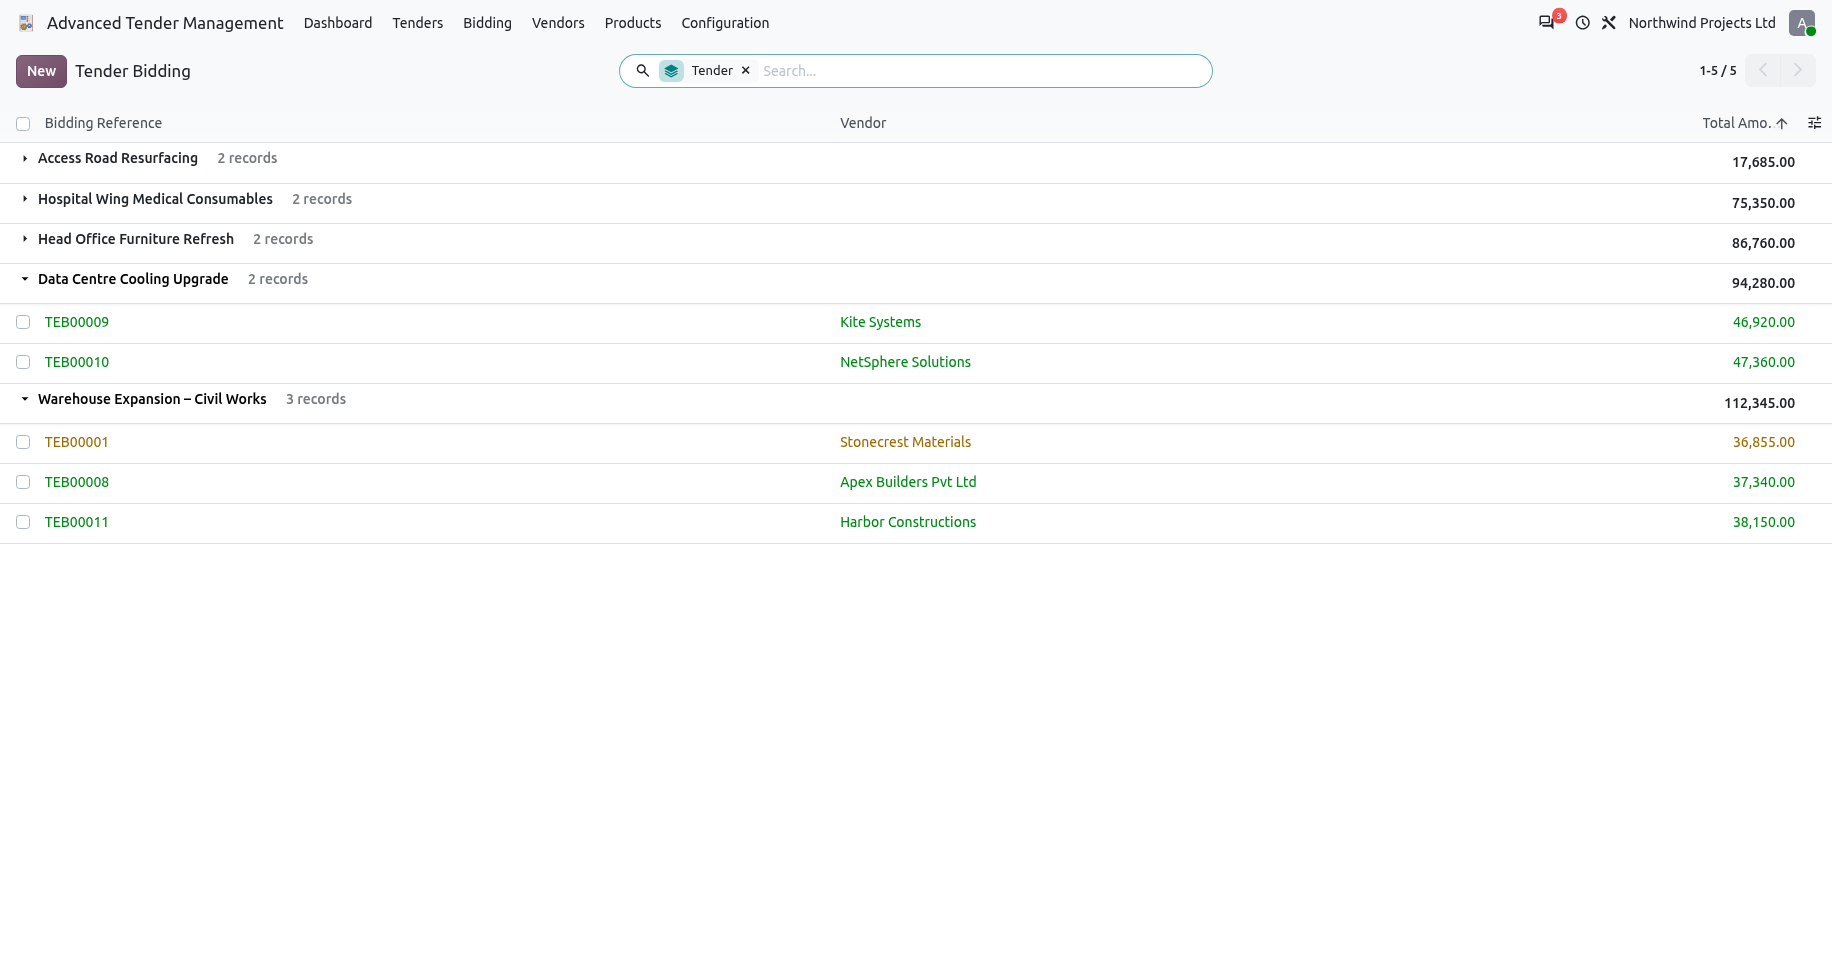 Advanced Tender Management Dashboard Tenders Bidding Vendors Products Configuration 3 Northwind Projects Ltd A
New Tender Bidding Tender Search... 1-5 / 5
Bidding Reference Vendor Total Amo.
Access Road Resurfacing 2 records 17,685.00
Hospital Wing Medical Consumables 2 records 75,350.00
Head Office Furniture Refresh 2 records 86,760.00
Data Centre Cooling Upgrade 2 records 94,280.00
TEB00009 Kite Systems 46,920.00
TEB00010 NetSphere Solutions 47,360.00
Warehouse Expansion – Civil Works 3 records 112,345.00
TEB00001 Stonecrest Materials 36,855.00
TEB00008 Apex Builders Pvt Ltd 37,340.00
TEB00011 Harbor Constructions 38,150.00